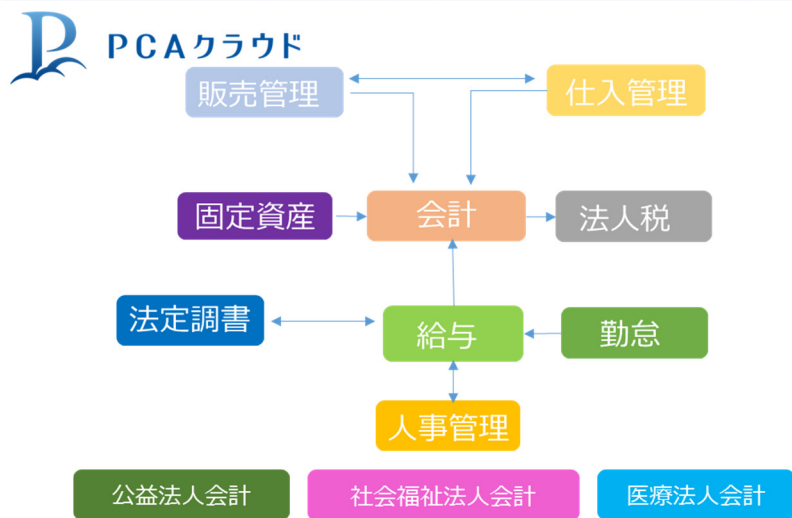 PCAクラウド
販売管理
仕入管理
固定資産
会計
法人税
法定調書
給与
勤怠
人事管理
公益法人会計
社会福祉法人会計
医療法人会計